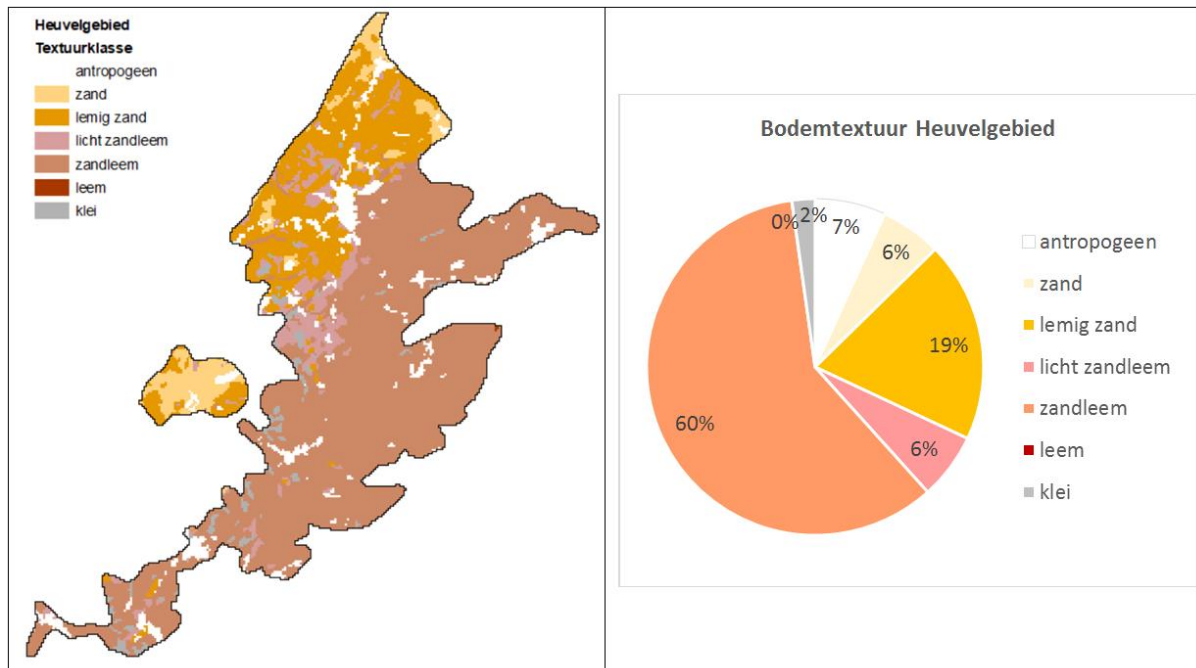 Heuvelgebied
Textuurklasse
antropogeen
zand
lemig zand
licht zandleem
zandleem
leem
klei
Bodemtextuur Heuvelgebied
0%
2%
7%
6%
19%
6%
60%
antropogeen
zand
lemig zand
licht zandleem
zandleem
leem
klei